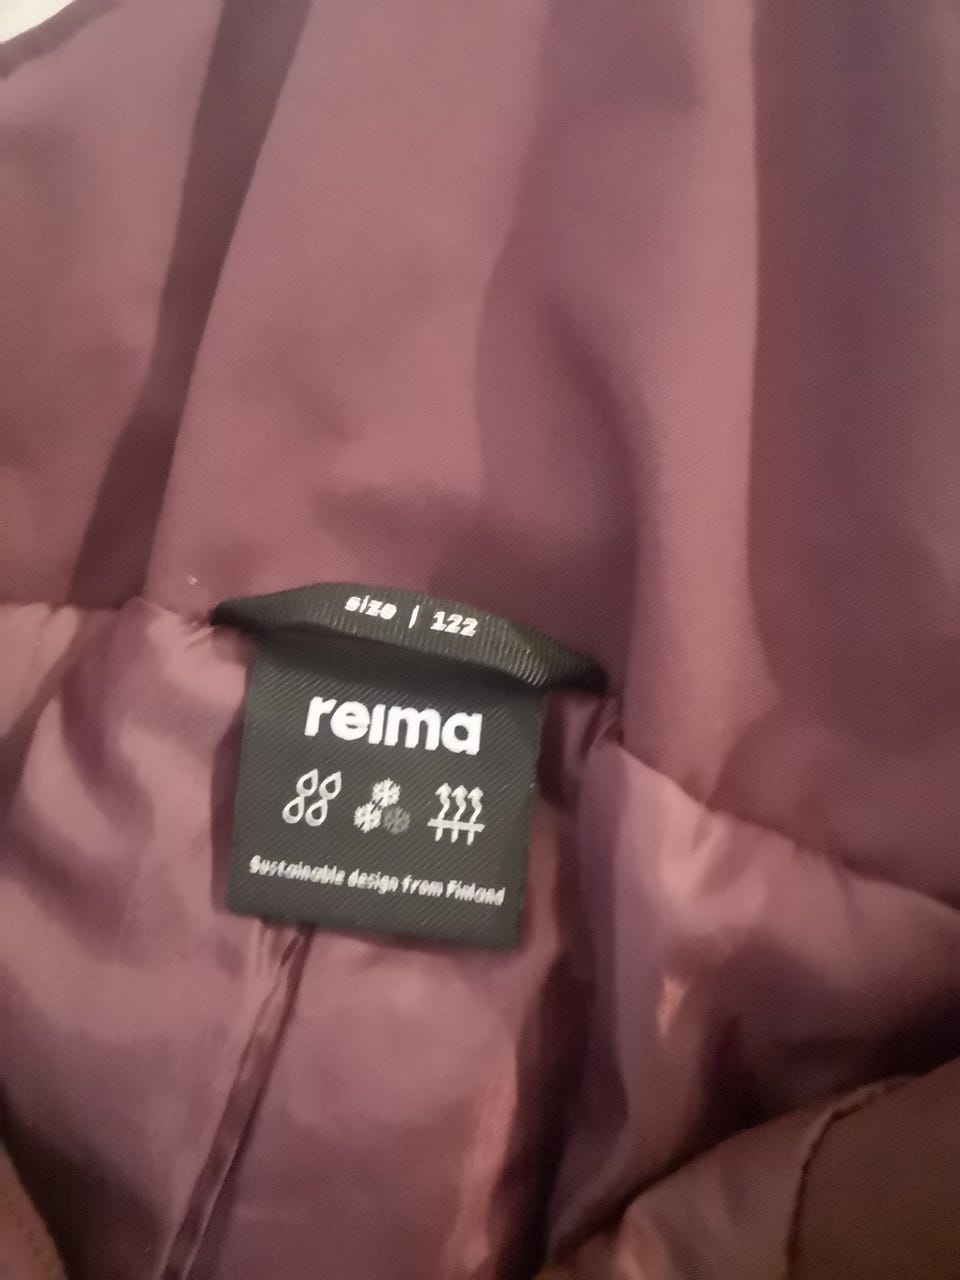 size | 122
reima
Sustainable design from Finland